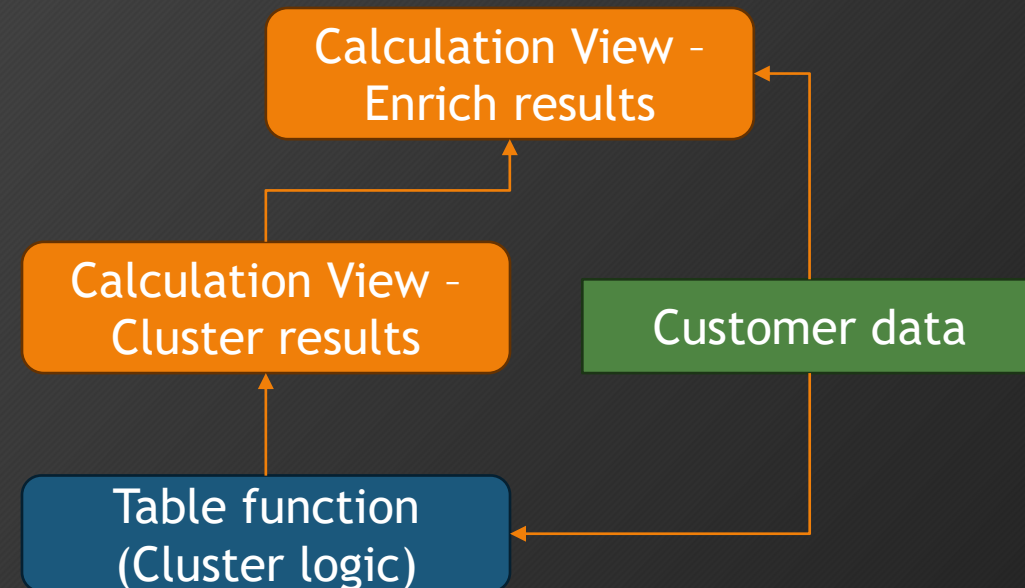 Calculation View –
Enrich results
Calculation View –
Cluster results
Customer data
Table function
(Cluster logic)